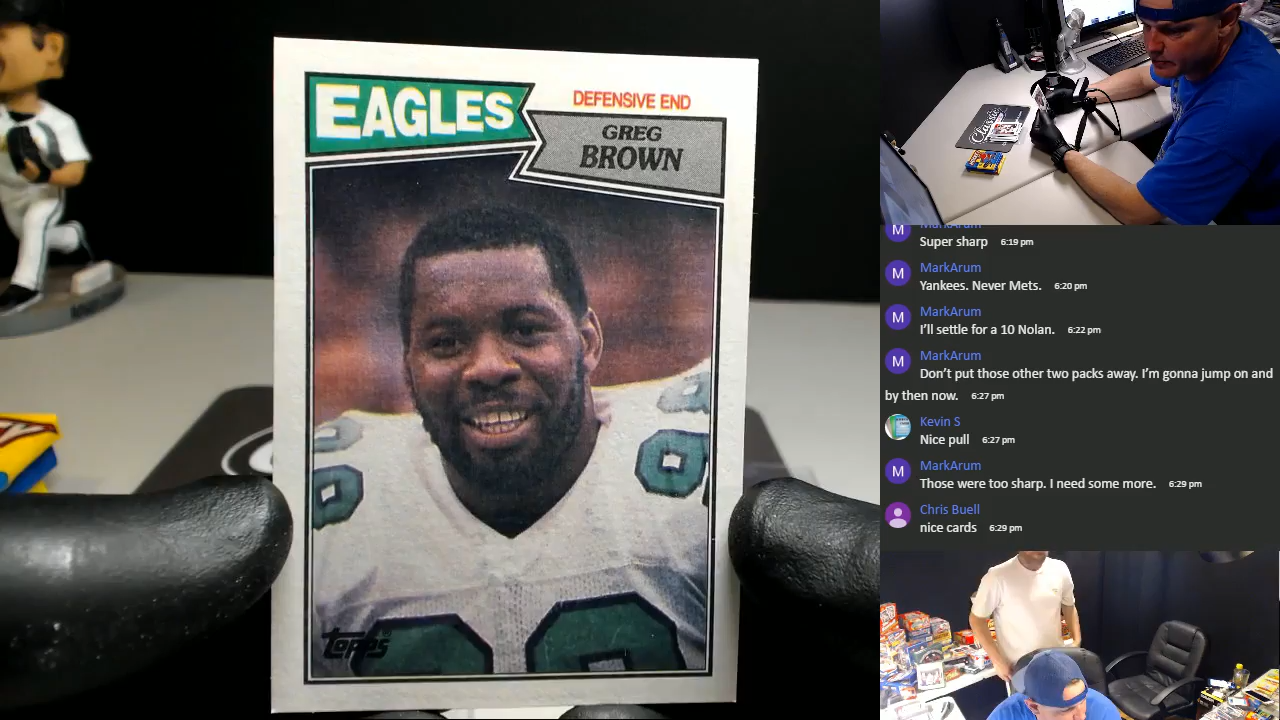 EAGLES
DEFENSIVE END
GREG
BROWN
topps
MarkArum
Super sharp 6:19 pm
MarkArum
Yankees. Never Mets. 6:20 pm
MarkArum
I'll settle for a 10 Nolan. 6:22 pm
MarkArum
Don't put those other two packs away. I'm gonna jump on and
by then now. 6:27 pm
Kevin S
Nice pull 6:27 pm
MarkArum
Those were too sharp. I need some more. 6:29 pm
Chris Buell
nice cards 6:29 pm
M
M
M
M
M